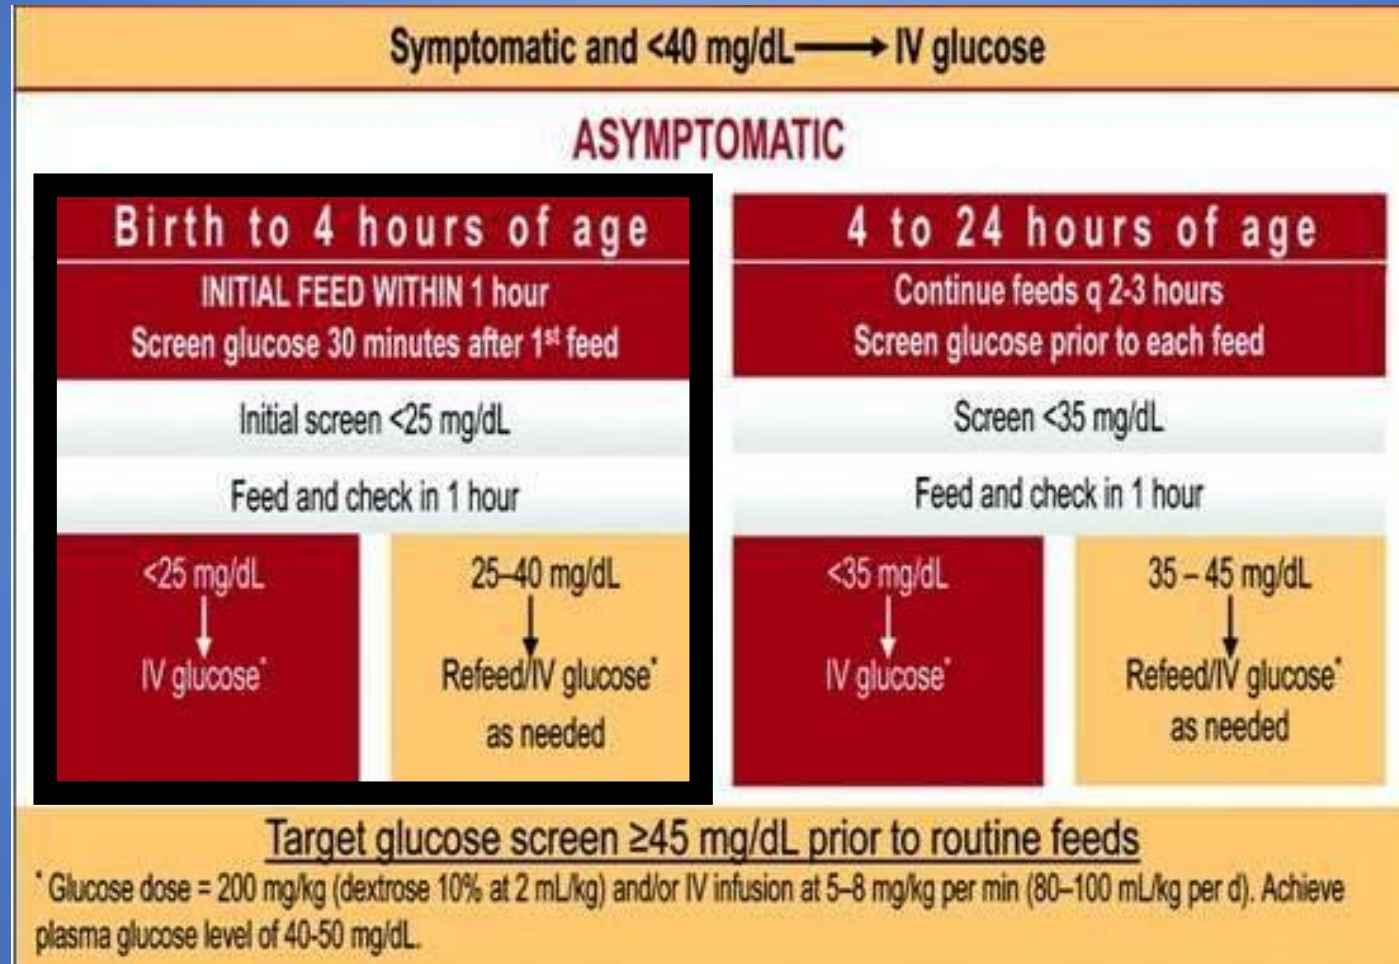 Symptomatic and <40 mg/dL → IV glucose
ASYMPTOMATIC
Birth to 4 hours of age
INITIAL FEED WITHIN 1 hour
Screen glucose 30 minutes after 1st feed
Initial screen <25 mg/dL
Feed and check in 1 hour
<25 mg/dL
IV glucose*
25–40 mg/dL
Refeed/IV glucose*
as needed
4 to 24 hours of age
Continue feeds q 2-3 hours
Screen glucose prior to each feed
Screen <35 mg/dL
Feed and check in 1 hour
<35 mg/dL
IV glucose*
35 – 45 mg/dL
Refeed/IV glucose*
as needed
Target glucose screen ≥45 mg/dL prior to routine feeds
* Glucose dose = 200 mg/kg (dextrose 10% at 2 mL/kg) and/or IV infusion at 5–8 mg/kg per min (80–100 mL/kg per d). Achieve
plasma glucose level of 40-50 mg/dL.